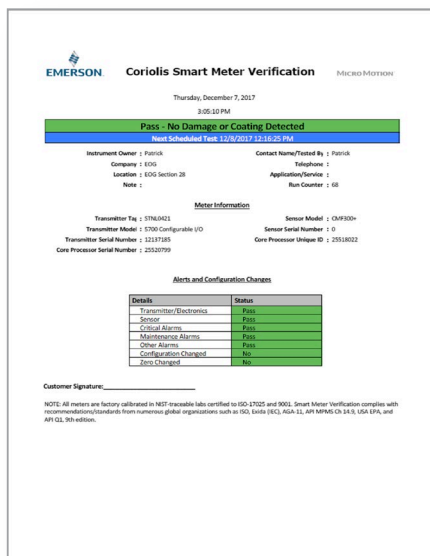 EMERSON
Coriolis Smart Meter Verification
MICRO MOTION
Thursday, December 7, 2017
3:05:10 PM
Pass - No Damage or Coating Detected
Next Scheduled Test 12/8/2017 12:16:25 PM
Instrument Owner : Patrick Contact Name/Tested By : Patrick
Company : EOG Telephone :
Location : EOG Section 28 Application/Service :
Note : Run Counter : 68
Meter Information
Transmitter Tag : STNL0421 Sensor Model : CMF300+
Transmitter Model : 5700 Configurable I/O Sensor Serial Number : 0
Transmitter Serial Number : 12137185 Core Processor Unique ID : 25518022
Core Processor Serial Number : 25520799
Alerts and Configuration Changes
Details Status
Transmitter/Electronics Pass
Sensor Pass
Critical Alarms Pass
Maintenance Alarms Pass
Other Alarms Pass
Configuration Changed No
Zero Changed No
Customer Signature:
NOTE: All meters are factory calibrated in NIST-traceable labs certified to ISO-17025 and 9001. Smart Meter Verification complies with
recommendations/standards from numerous global organizations such as ISO, Exida (IEC), AGA-11, API MPMS Ch 14.9, USA EPA, and
API Q1, 9th edition.